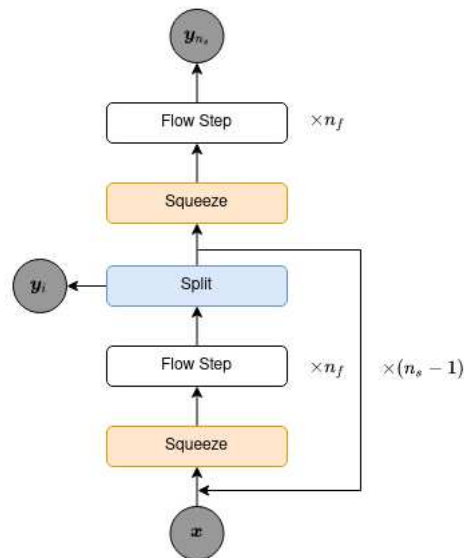 y_{n_s}
Flow Step ×n_f
Squeeze
y_i Split
Flow Step ×n_f ×(n_s − 1)
Squeeze
x